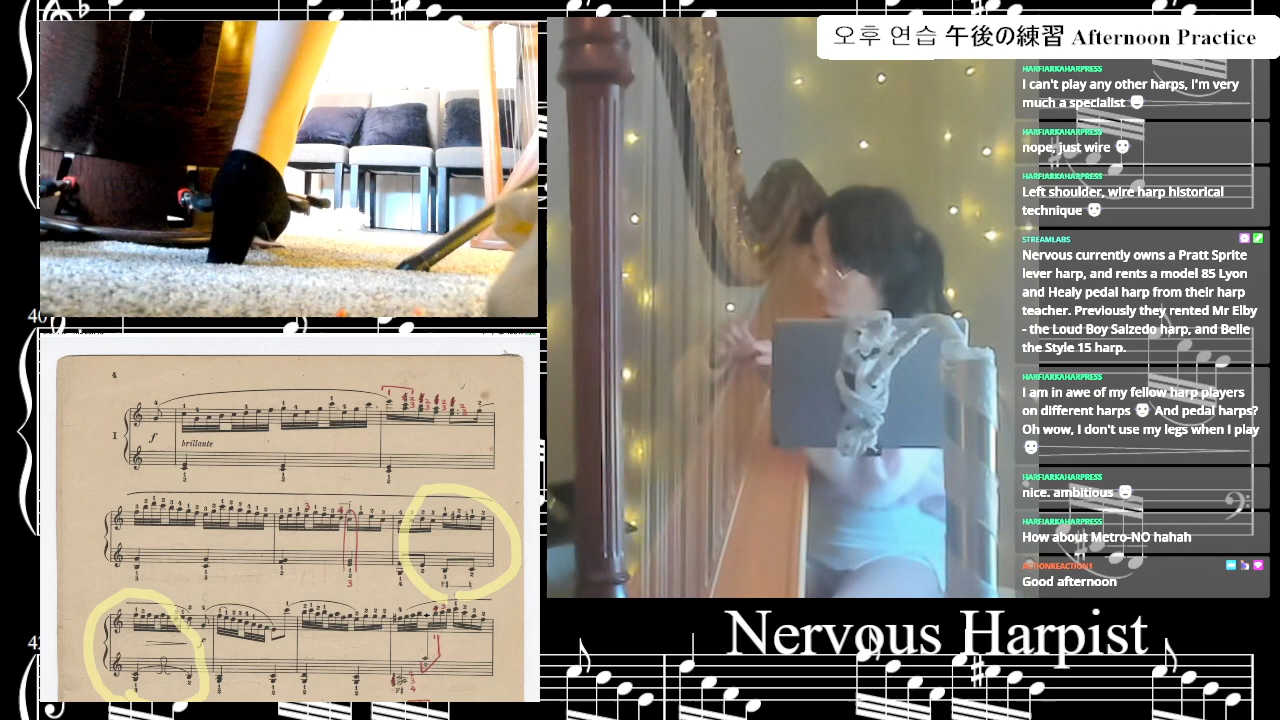 오후 연습 午後の練習 Afternoon Practice
HARFIARKAHARPRESS
I can't play any other harps, I'm very
much a specialist
HARFIARKAHARPRESS
nope, just wire
HARFIARKAHARPRESS
Left shoulder, wire harp historical
technique
STREAMLABS
Nervous currently owns a Pratt Sprite
lever harp, and rents a model 85 Lyon
and Healy pedal harp from their harp
teacher. Previously they rented Mr Elby
- the Loud Boy Salzedo harp, and Belle
the Style 15 harp.
HARFIARKAHARPRESS
I am in awe of my fellow harp players
on different harps And pedal harps?
Oh wow, I don't use my legs when I play
HARFIARKAHARPRESS
nice. ambitious
HARFIARKAHARPRESS
How about Metro-NO hahah
ACTIONREACTION1
Good afternoon
Nervous Harpist
40
4
I
f
brillante
f